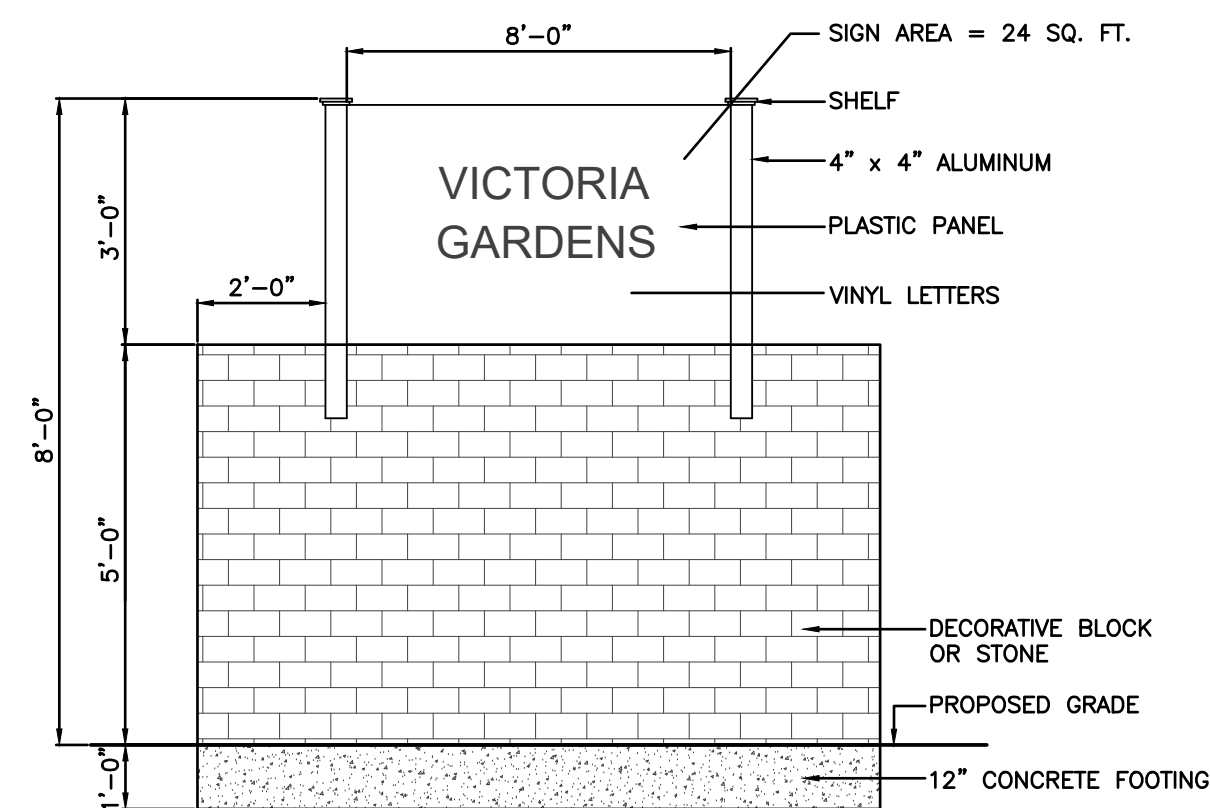 8'-0"
SIGN AREA = 24 SQ. FT.
SHELF
4" x 4" ALUMINUM
VICTORIA
GARDENS
PLASTIC PANEL
3'-0"
2'-0"
VINYL LETTERS
8'-0"
5'-0"
DECORATIVE BLOCK
OR STONE
PROPOSED GRADE
1'-0"
12" CONCRETE FOOTING